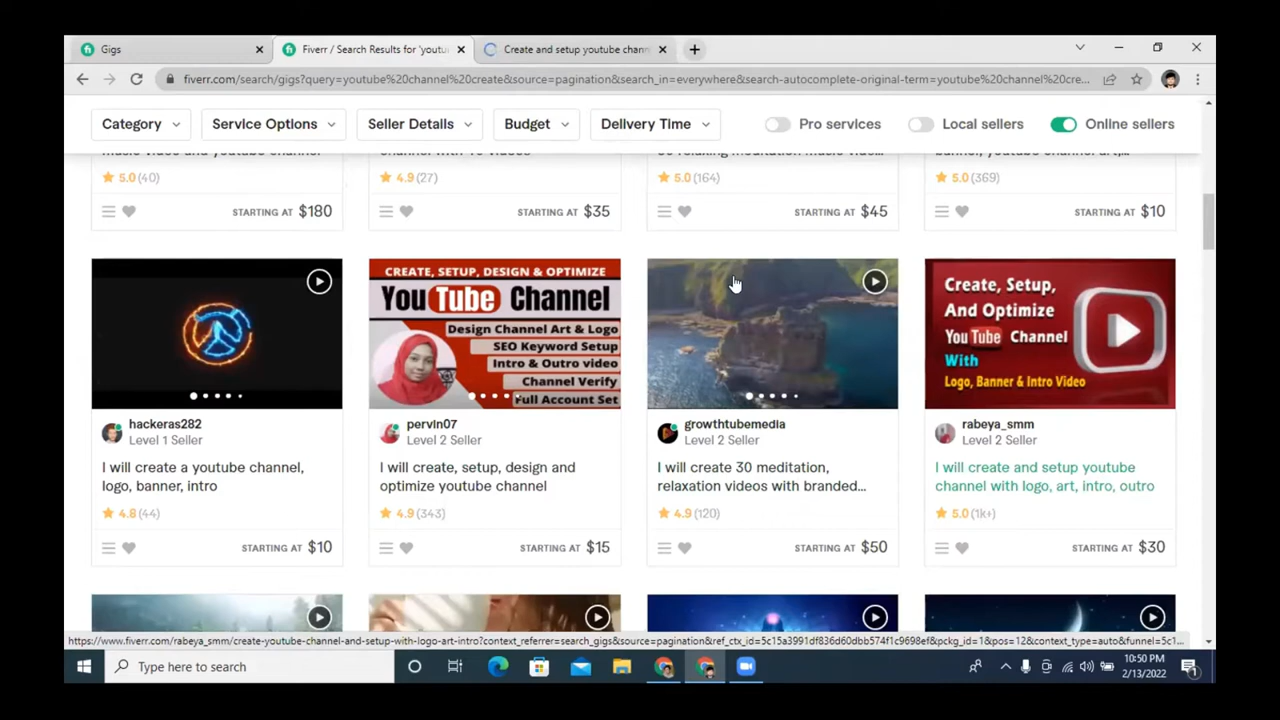 Gigs
Fiverr / Search Results for 'youtu
Create and setup youtube chann
fiverr.com/search/gigs?query=youtube%20channel%20create&source=pagination&search_in=everywhere&search-autocomplete-original-term=youtube%20channel%20cre...
Category
Service Options
Seller Details
Budget
Delivery Time
Pro services
Local sellers
Online sellers
music video and youtube channel
5.0(40)
4.9(27)
5.0(164)
5.0(369)
STARTING AT $180
STARTING AT $35
STARTING AT $45
STARTING AT $10
CREATE, SETUP, DESIGN & OPTIMIZE
YouTube Channel
Design Channel Art & Logo
SEO Keyword Setup
Intro & Outro video
Channel Verify
Full Account Set
Create, Setup,
And Optimize
YouTube Channel
With
Logo, Banner & Intro Video
hackeras282
Level 1 Seller
I will create a youtube channel,
logo, banner, intro
4.8(44)
STARTING AT $10
pervin07
Level 2 Seller
I will create, setup, design and
optimize youtube channel
4.9(343)
STARTING AT $15
growthtubemedia
Level 2 Seller
I will create 30 meditation,
relaxation videos with branded...
4.9(120)
STARTING AT $50
rabeya_smm
Level 2 Seller
I will create and setup youtube
channel with logo, art, intro, outro
5.0(1k+)
STARTING AT $30
https://www.fiverr.com/rabeya_smm/create-youtube-channel-and-setup-with-logo-art-intro?context_referrer=search_gigs&source=pagination&ref_ctx_id=5c15a3991df836d60dbb574f1c9698ef&pckg_id=1&pos=12&context_type=auto&funnel=5c1...
Type here to search
10:50 PM
2/13/2022
1